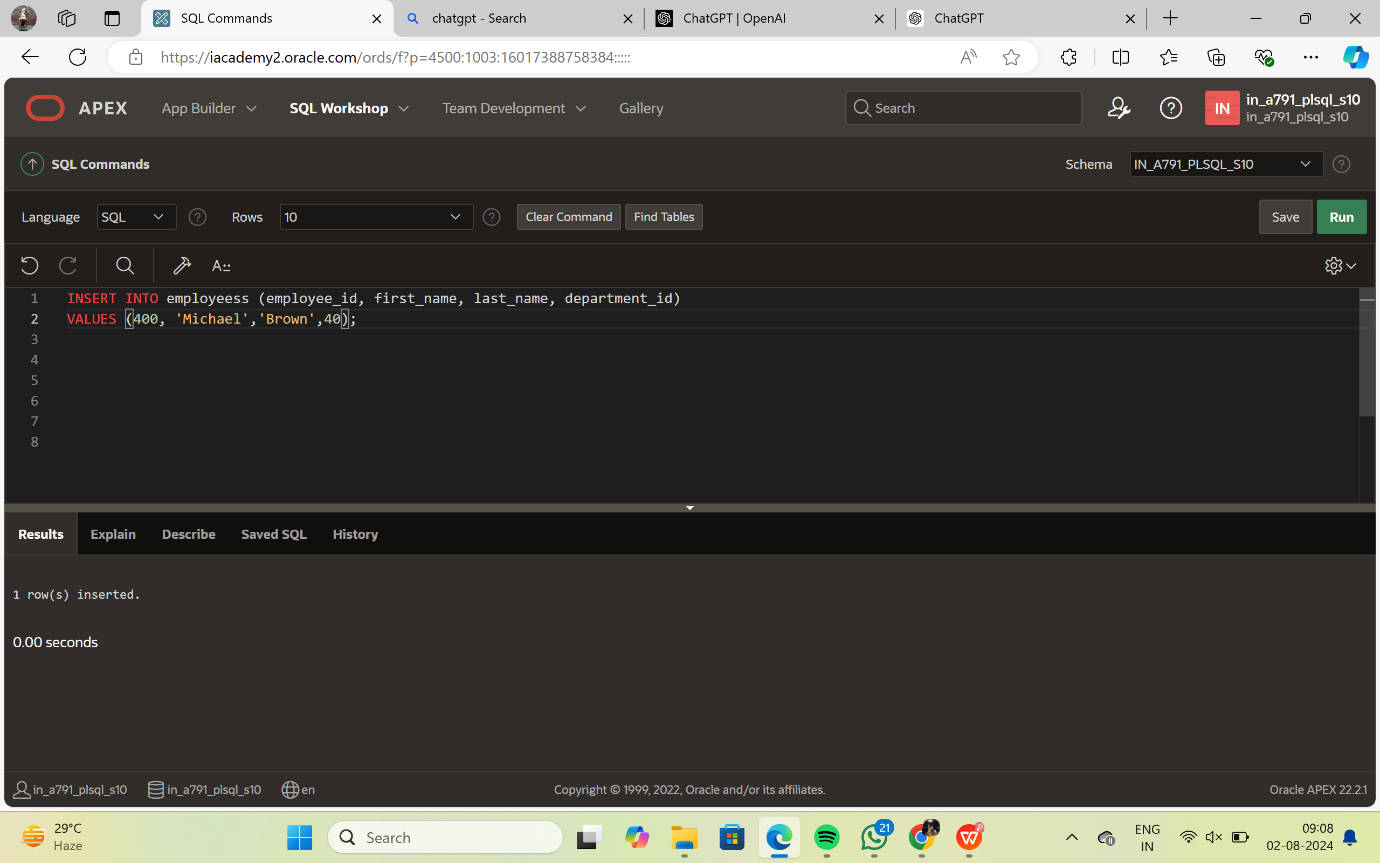 SQL Commands
chatgpt - Search
ChatGPT | OpenAI
ChatGPT
https://iacademy2.oracle.com/ords/f?p=4500:1003:16017388758384:::::
APEX
App Builder
SQL Workshop
Team Development
Gallery
Search
IN
in_a791_plsql_s10
in_a791_plsql_s10
SQL Commands
Schema
IN_A791_PLSQL_S10
Language
SQL
Rows
10
Clear Command
Find Tables
Save
Run
1 INSERT INTO employeess (employee_id, first_name, last_name, department_id)
2 VALUES (400, 'Michael','Brown',40);
3
4
5
6
7
8
Results
Explain
Describe
Saved SQL
History
1 row(s) inserted.
0.00 seconds
in_a791_plsql_s10
in_a791_plsql_s10
en
Copyright © 1999, 2022, Oracle and/or its affiliates.
Oracle APEX 22.2.1
29°C
Haze
Search
21
ENG
IN
09:08
02-08-2024